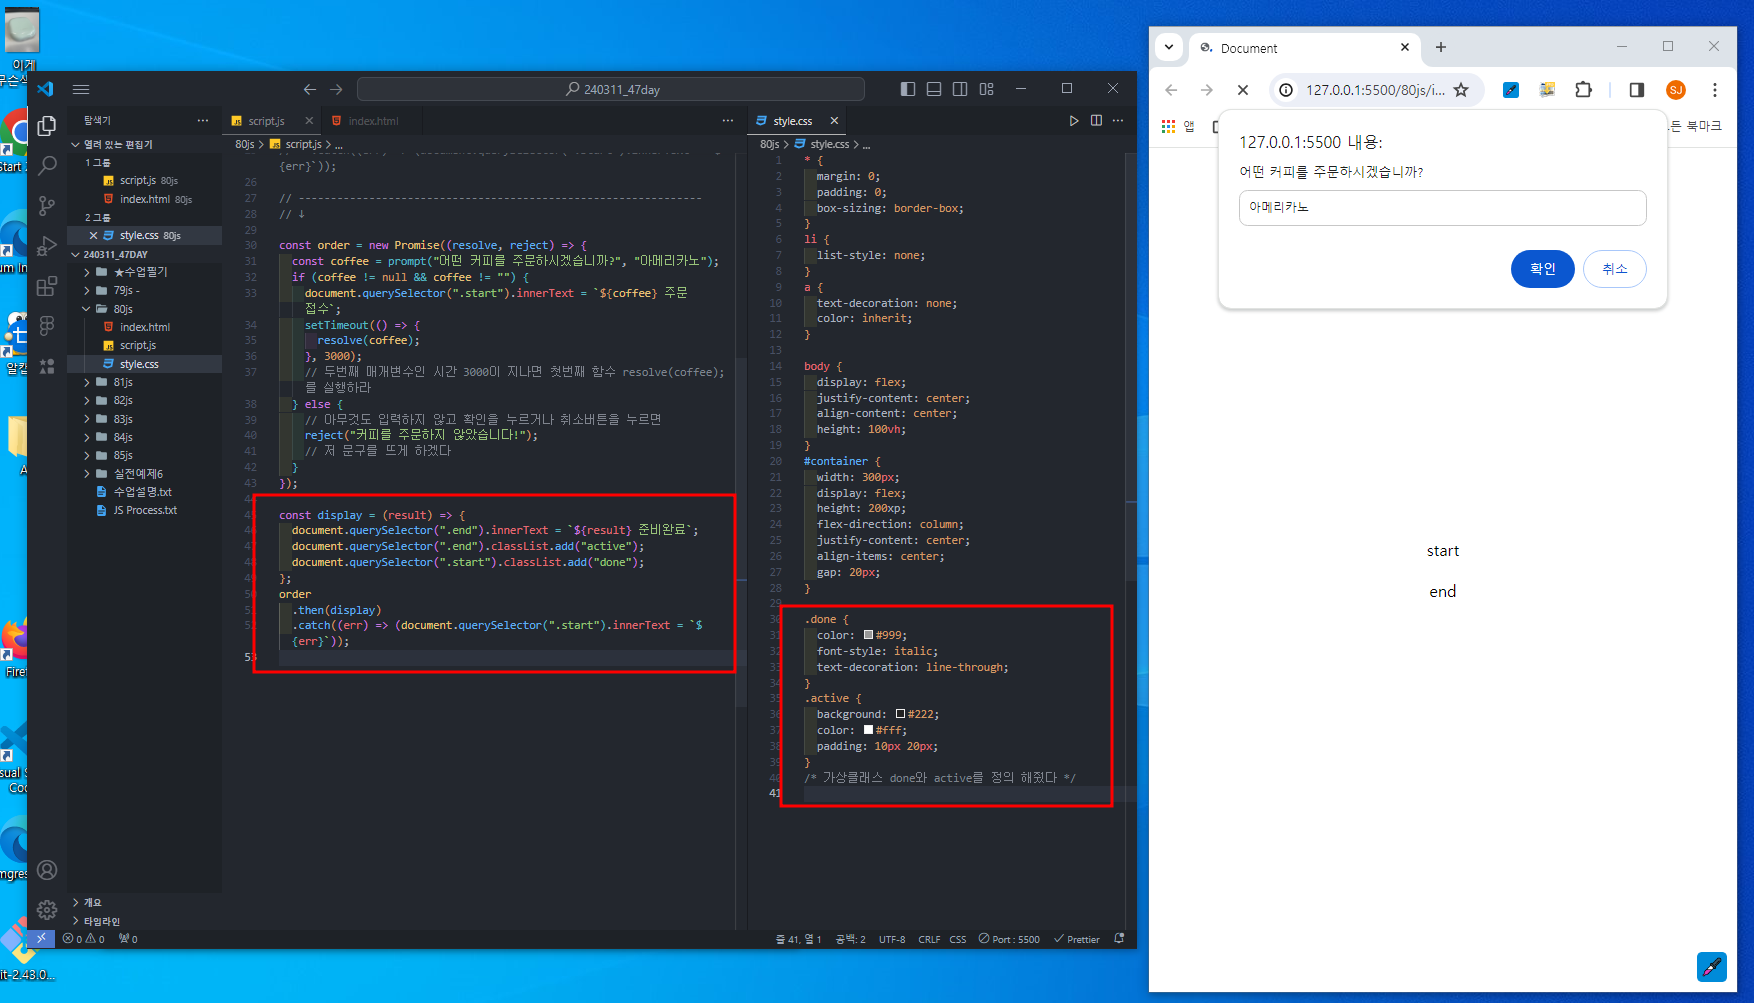 이게
Start
um In
알캡
Firef
Coc
it-2.43.0...
240311_47day
탐색기
열려 있는 편집기
1 그룹
script.js 80js
index.html 80js
2 그룹
style.css 80js
240311_47DAY
★수업필기
79js -
80js
index.html
script.js
style.css
81js
82js
83js
84js
85js
실전예제6
수업설명.txt
JS Process.txt
개요
타임라인
script.js
index.html
80js > script.js > ...
{err}`));
26
27 // --------------------------------------------------------------
28 // ↓
29
30 const order = new Promise((resolve, reject) => {
31 const coffee = prompt("어떤 커피를 주문하시겠습니까?", "아메리카노");
32 if (coffee != null && coffee != "") {
33 document.querySelector(".start").innerText = `${coffee} 주문
접수`;
34 setTimeout(() => {
35 resolve(coffee);
36 }, 3000);
37 // 두번째 매개변수인 시간 3000이 지나면 첫번째 함수 resolve(coffee);
를 실행하라
38 } else {
39 // 아무것도 입력하지 않고 확인을 누르거나 취소버튼을 누르면
40 reject("커피를 주문하지 않았습니다!");
41 // 저 문구를 뜨게 하겠다
42 }
43 });
44
45 const display = (result) => {
46 document.querySelector(".end").innerText = `${result} 준비완료`;
47 document.querySelector(".end").classList.add("active");
48 document.querySelector(".start").classList.add("done");
49 };
50 order
51 .then(display)
52 .catch((err) => (document.querySelector(".start").innerText = `$
{err}`));
53
style.css
80js > style.css > ...
1 * {
2 margin: 0;
3 padding: 0;
4 box-sizing: border-box;
5 }
6 li {
7 list-style: none;
8 }
9 a {
10 text-decoration: none;
11 color: inherit;
12 }
13
14 body {
15 display: flex;
16 justify-content: center;
17 align-content: center;
18 height: 100vh;
19 }
20 #container {
21 width: 300px;
22 display: flex;
23 height: 200xp;
24 flex-direction: column;
25 justify-content: center;
26 align-items: center;
27 gap: 20px;
28 }
29
30 .done {
31 color: #999;
32 font-style: italic;
33 text-decoration: line-through;
34 }
35 .active {
36 background: #222;
37 color: #fff;
38 padding: 10px 20px;
39 }
40 /* 가상클래스 done와 active를 정의 해줬다 */
41
0 0 0
줄 41, 열 1 공백: 2 UTF-8 CRLF CSS Port : 5500 Prettier
Document
127.0.0.1:5500/80js/i...
SJ
앱
든 북마크
127.0.0.1:5500 내용:
어떤 커피를 주문하시겠습니까?
아메리카노
확인 취소
start
end